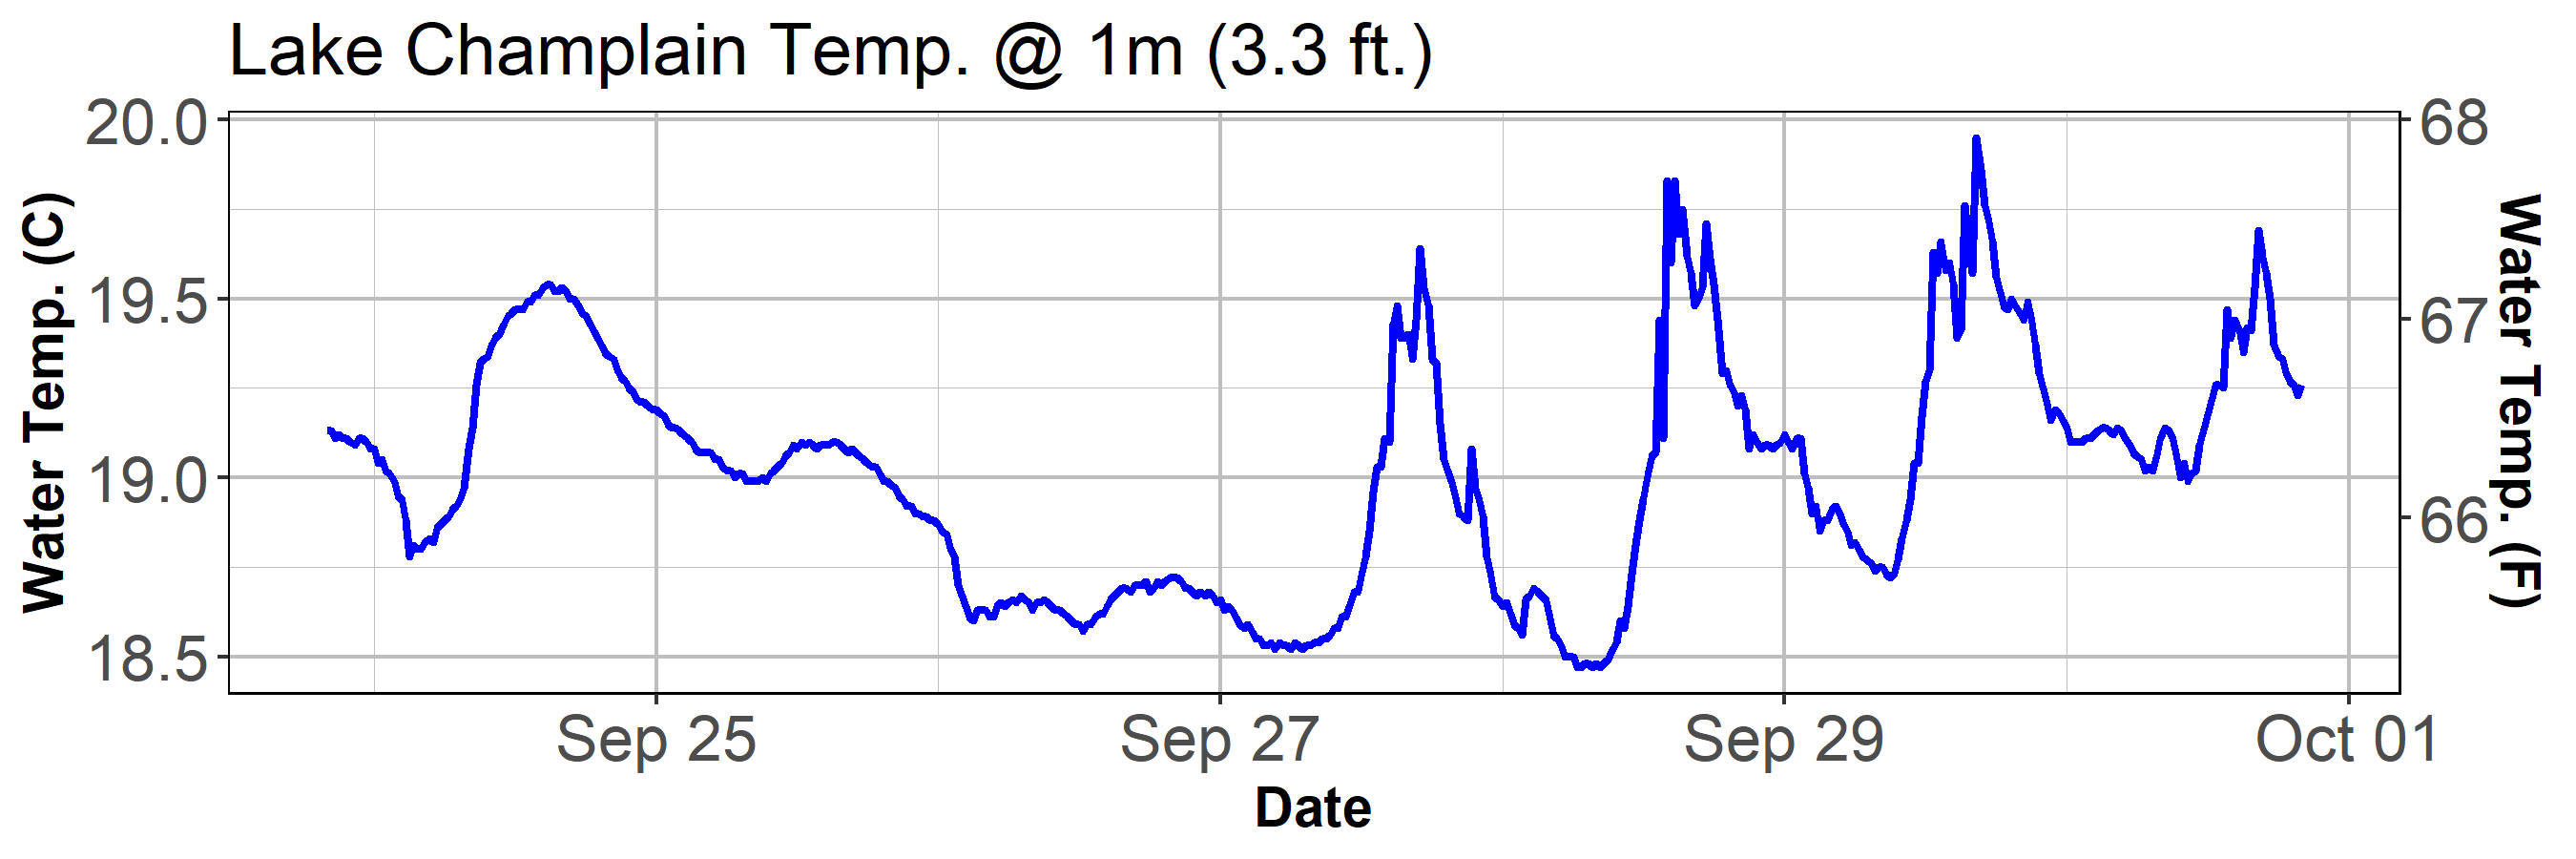 Lake Champlain Temp. @ 1m (3.3 ft.)
20.0
19.5
19.0
18.5
Water Temp. (C)
68
67
66
Water Temp. (F)
Sep 25
Sep 27
Sep 29
Oct 01
Date